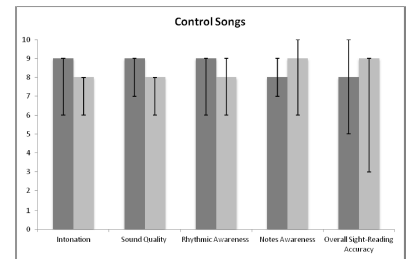 Control Songs
10
9
8
7
6
5
4
3
2
1
0
Intonation
Sound Quality
Rhythmic Awareness
Notes Awareness
Overall Sight-Reading
Accuracy